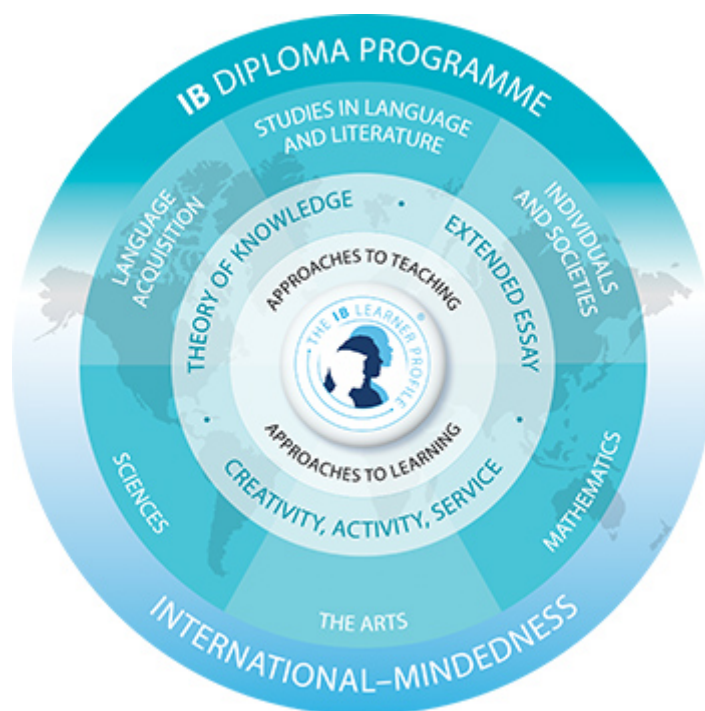 IB DIPLOMA PROGRAMME
STUDIES IN LANGUAGE
AND LITERATURE
LANGUAGE
ACQUISITION
INDIVIDUALS
AND SOCIETIES
THEORY OF KNOWLEDGE
EXTENDED ESSAY
APPROACHES TO TEACHING
THE IB LEARNER PROFILE ®
APPROACHES TO LEARNING
CREATIVITY, ACTIVITY, SERVICE
SCIENCES
MATHEMATICS
THE ARTS
INTERNATIONAL–MINDEDNESS